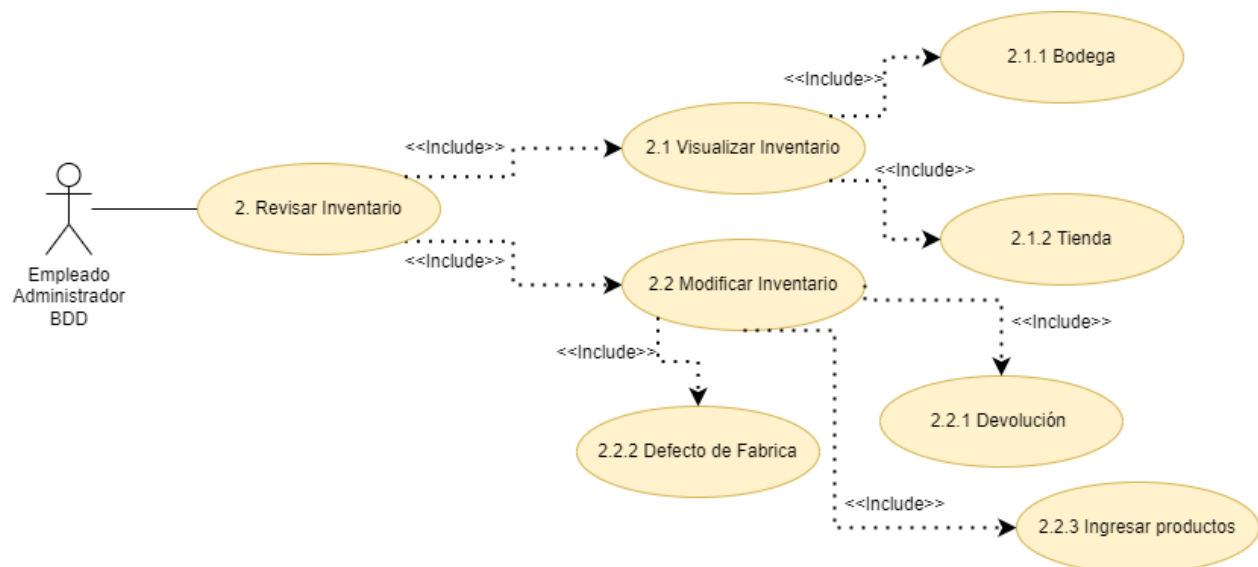 2.1.1 Bodega
<<Include>>
<<Include>>
2.1 Visualizar Inventario
<<Include>>
2. Revisar Inventario
2.1.2 Tienda
<<Include>>
Empleado
Administrador
BDD
2.2 Modificar Inventario
<<Include>>
<<Include>>
2.2.1 Devolución
2.2.2 Defecto de Fabrica
<<Include>>
2.2.3 Ingresar productos